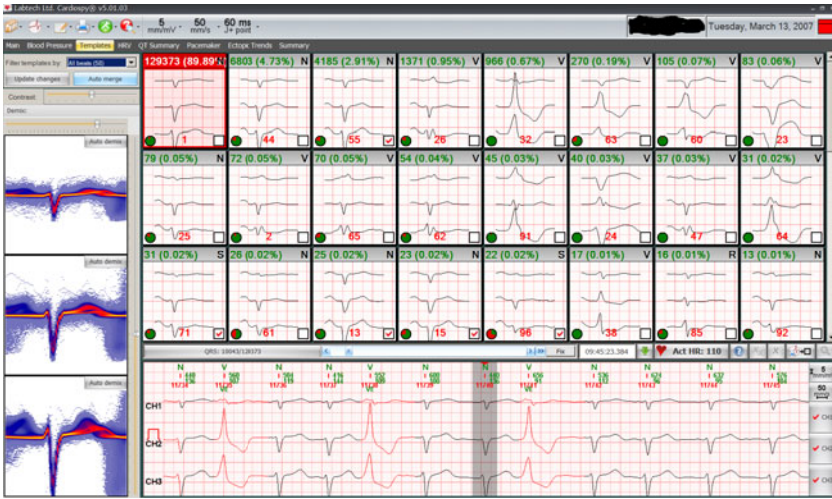 Labtech Ltd. Cardiospy® v5.01.03
5 mm/mV
50 mm/s
60 ms J+ point
Tuesday, March 13, 2007
Main Blood Pressure Templates HRV QT Summary Pacemaker Ectopic Trends Summary
Filter templates by: All beats (58)
Update changes Auto merge
Contrast:
Demix:
Auto demix
Auto demix
Auto demix
129373 (89.89%) N 6803 (4.73%) N 4185 (2.91%) N 1371 (0.95%) V 966 (0.67%) V 270 (0.19%) V 105 (0.07%) V 83 (0.06%) V
1 44 55 26 32 63 60 23
79 (0.05%) N 72 (0.05%) V 70 (0.05%) V 54 (0.04%) V 45 (0.03%) V 40 (0.03%) V 37 (0.03%) V 31 (0.02%) V
25 2 65 62 91 24 47 64
31 (0.02%) S 26 (0.02%) N 25 (0.02%) N 23 (0.02%) N 22 (0.02%) S 17 (0.01%) V 16 (0.01%) R 13 (0.01%) N
71 61 13 15 96 38 85 92
Fix 09:45:23.384 Act HR: 110
N V N N V N N V N N N N
CH1
CH2
CH3
5
50